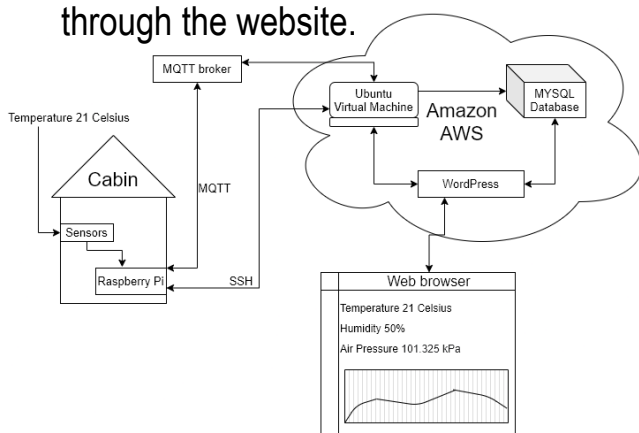 through the website.
MQTT broker
Ubuntu
Virtual Machine
MYSQL
Database
Amazon
AWS
Temperature 21 Celsius
Cabin
MQTT
WordPress
Sensors
Raspberry Pi
SSH
Web browser
Temperature 21 Celsius
Humidity 50%
Air Pressure 101.325 kPa